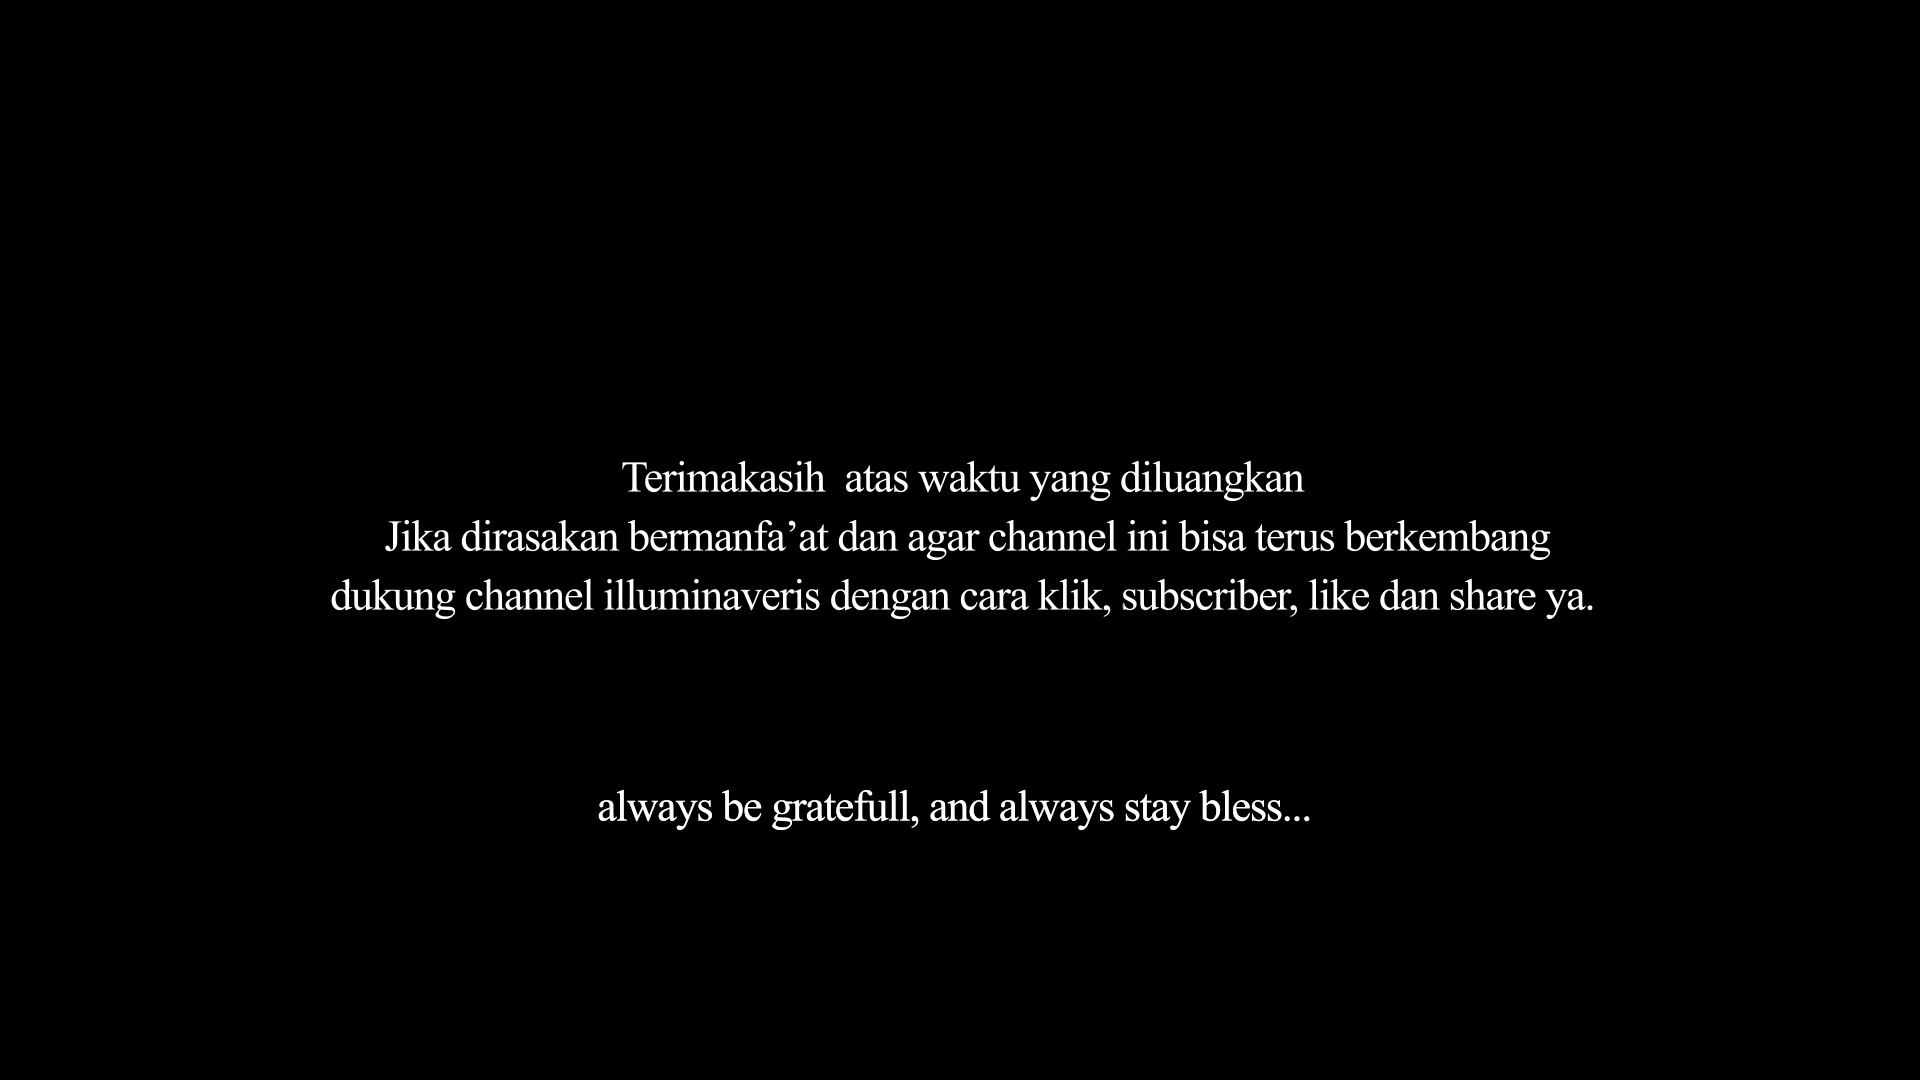 Terimakasih  atas waktu yang diluangkan
Jika dirasakan bermanfa’at dan agar channel ini bisa terus berkembang
dukung channel illuminaveris dengan cara klik, subscriber, like dan share ya.
always be gratefull, and always stay bless...